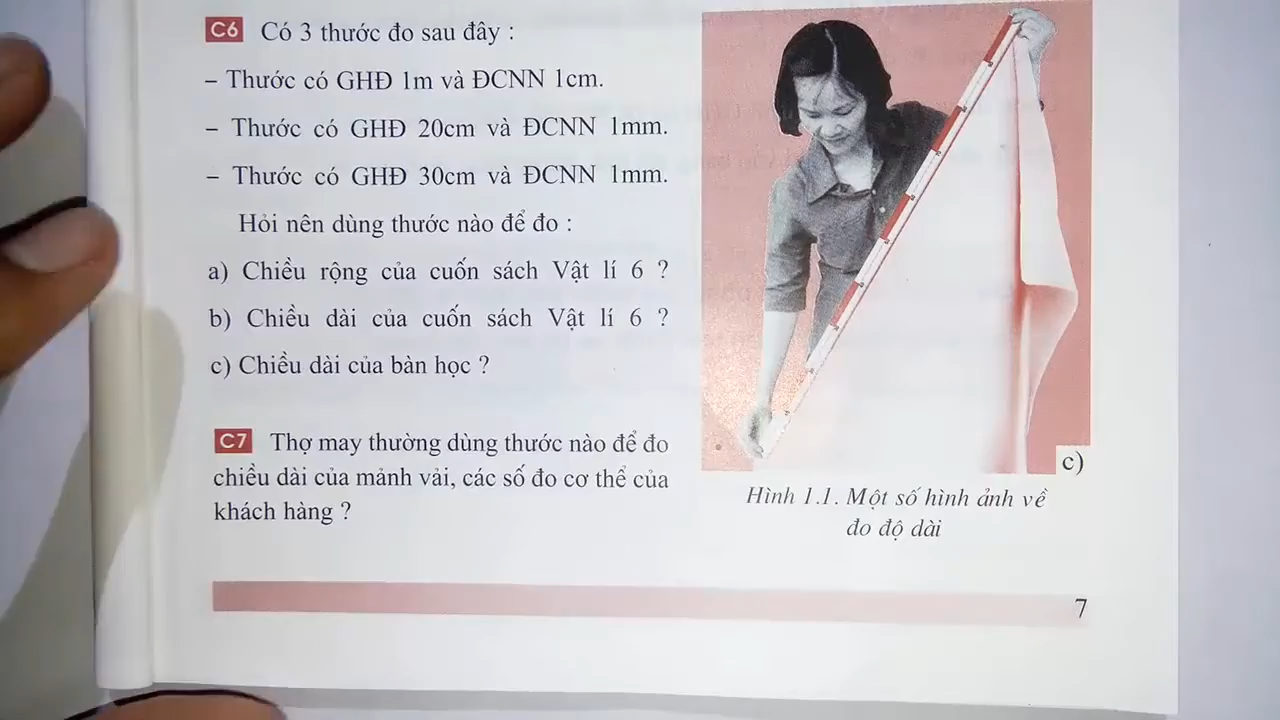 C6 Có 3 thước đo sau đây :
– Thước có GHĐ 1m và ĐCNN 1cm.
– Thước có GHĐ 20cm và ĐCNN 1mm.
– Thước có GHĐ 30cm và ĐCNN 1mm.
Hỏi nên dùng thước nào để đo :
a) Chiều rộng của cuốn sách Vật lí 6 ?
b) Chiều dài của cuốn sách Vật lí 6 ?
c) Chiều dài của bàn học ?
C7 Thợ may thường dùng thước nào để đo
chiều dài của mảnh vải, các số đo cơ thể của
khách hàng ?
c)
Hình 1.1. Một số hình ảnh về
đo độ dài
7